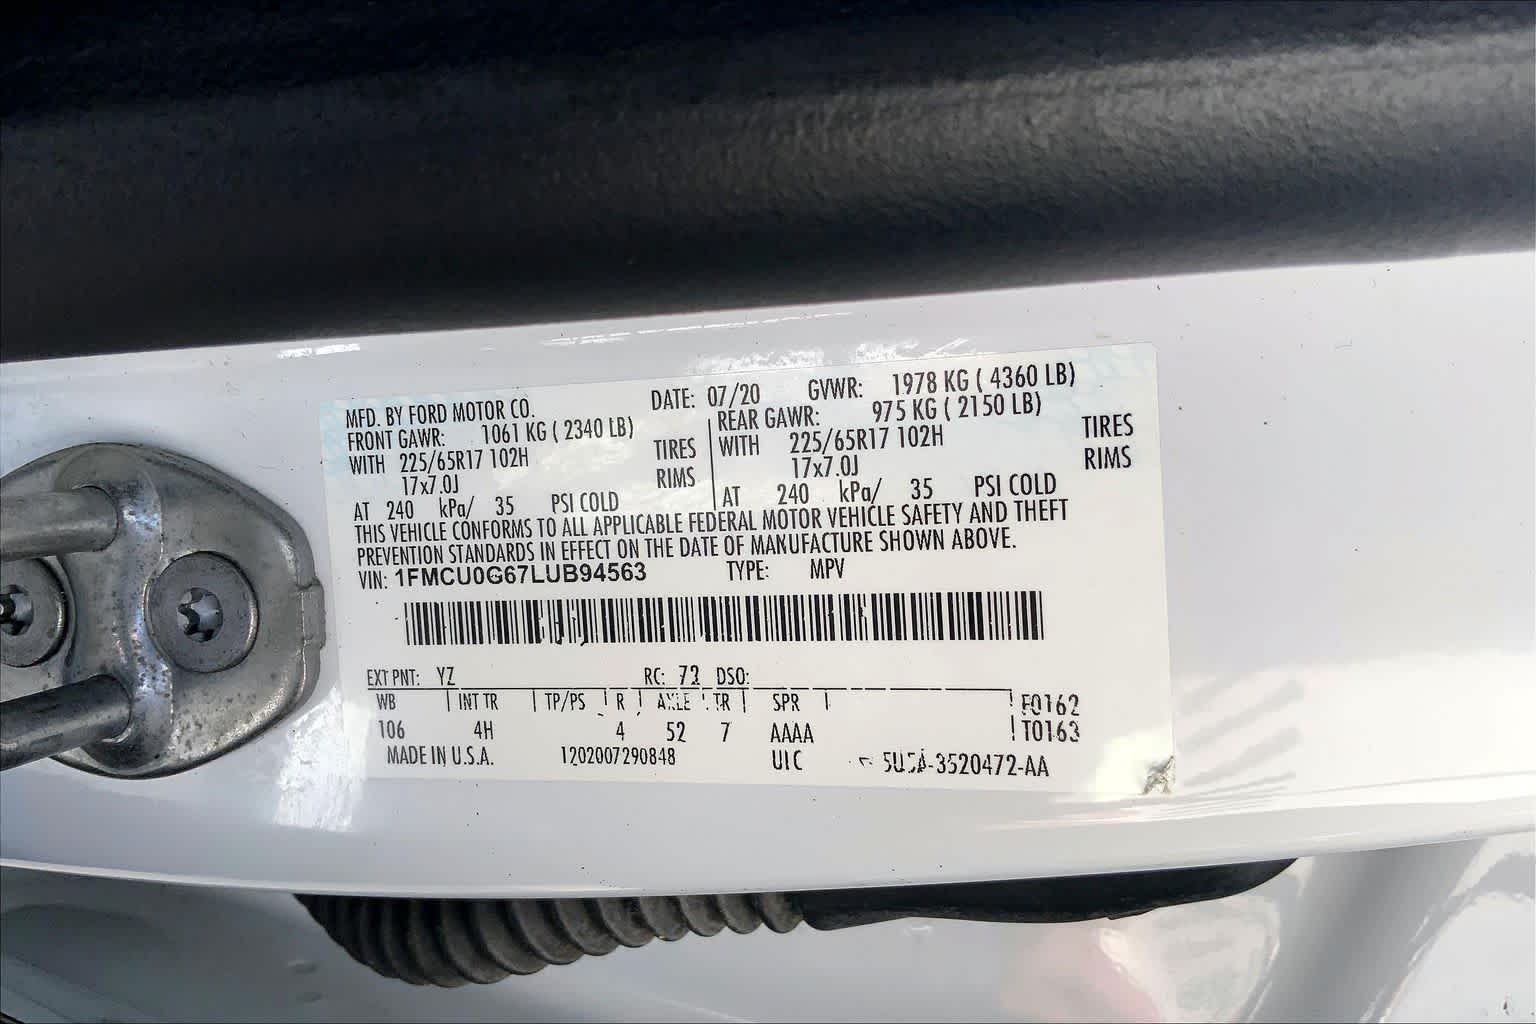 MFD. BY FORD MOTOR CO. DATE: 07/20 GVWR: 1978 KG ( 4360 LB)
FRONT GAWR: 1061 KG ( 2340 LB) REAR GAWR: 975 KG ( 2150 LB)
WITH 225/65R17 102H TIRES WITH 225/65R17 102H TIRES
17x7.0J RIMS 17x7.0J RIMS
AT 240 kPa/ 35 PSI COLD AT 240 kPa/ 35 PSI COLD
THIS VEHICLE CONFORMS TO ALL APPLICABLE FEDERAL MOTOR VEHICLE SAFETY AND THEFT
PREVENTION STANDARDS IN EFFECT ON THE DATE OF MANUFACTURE SHOWN ABOVE.
VIN: 1FMCU0G67LUB94563 TYPE: MPV
EXT PNT: YZ RC: 72 DSO:
WB INT TR TP/PS R AXLE TR SPR F0162
106 4H 4 52 7 AAAA T0163
MADE IN U.S.A. 1202007290848 UIC -3520472-AA